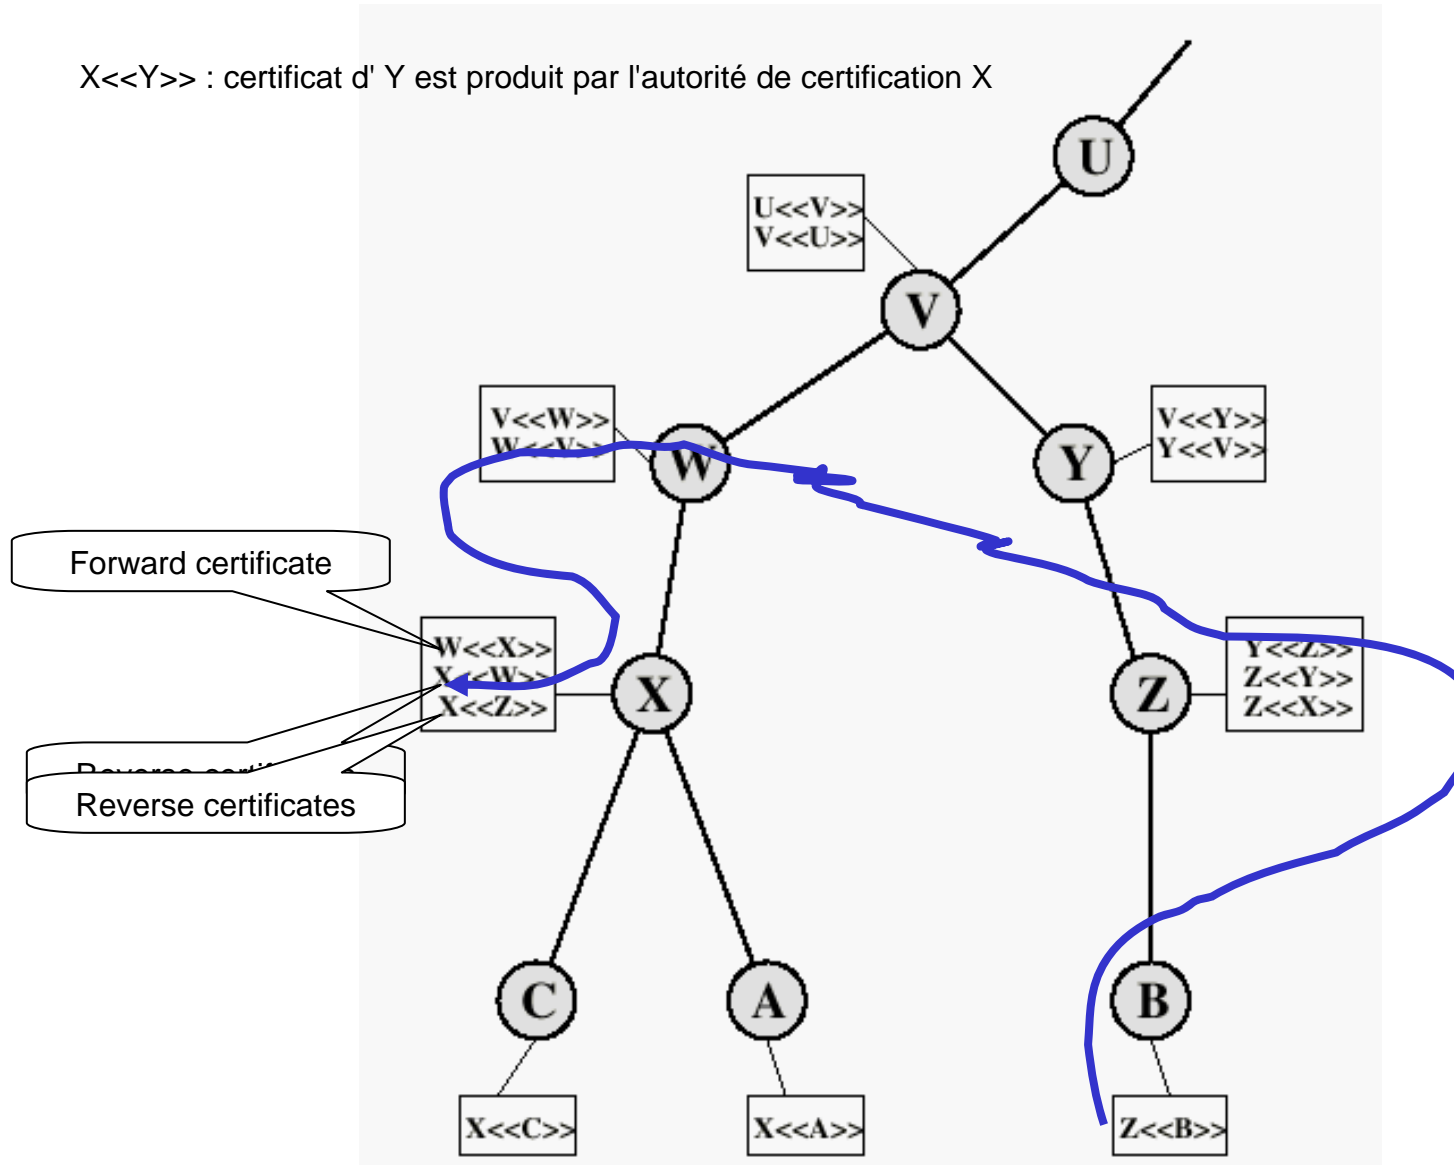 X<<Y>> : certificat d' Y est produit par l'autorité de certification X
U
U<<V>>
V<<U>>
V
V<<W>>
W<<V>>
W
Y
V<<Y>>
Y<<V>>
Forward certificate
W<<X>>
X<<W>>
X<<Z>>
X
Z
Y<<Z>>
Z<<Y>>
Z<<X>>
Reverse certificates
C
A
B
X<<C>>
X<<A>>
Z<<B>>